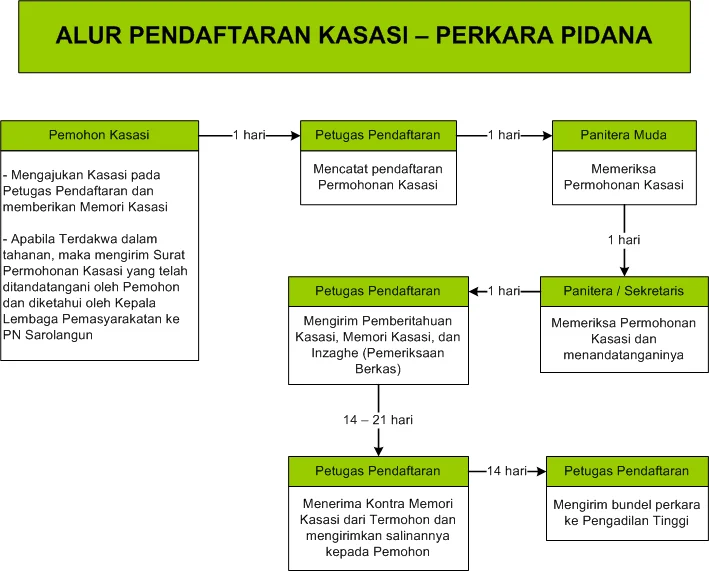 ALUR PENDAFTARAN KASASI – PERKARA PIDANA
Pemohon Kasasi
- Mengajukan Kasasi pada
Petugas Pendaftaran dan
memberikan Memori Kasasi
- Apabila Terdakwa dalam
tahanan, maka mengirim Surat
Permohonan Kasasi yang telah
ditandatangani oleh Pemohon
dan diketahui oleh Kepala
Lembaga Pemasyarakatan ke
PN Sarolangun
1 hari
Petugas Pendaftaran
Mencatat pendaftaran
Permohonan Kasasi
1 hari
Panitera Muda
Memeriksa
Permohonan Kasasi
1 hari
Panitera / Sekretaris
Memeriksa Permohonan
Kasasi dan
menandatanganinya
1 hari
Petugas Pendaftaran
Mengirim Pemberitahuan
Kasasi, Memori Kasasi, dan
Inzaghe (Pemeriksaan
Berkas)
14 – 21 hari
Petugas Pendaftaran
Menerima Kontra Memori
Kasasi dari Termohon dan
mengirimkan salinannya
kepada Pemohon
14 hari
Petugas Pendaftaran
Mengirim bundel perkara
ke Pengadilan Tinggi